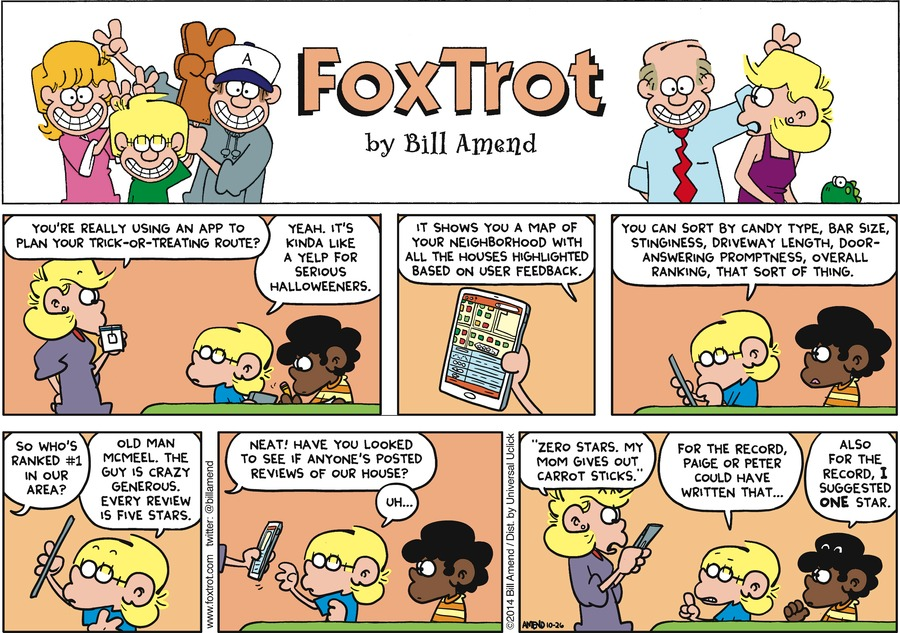 A
FoxTrot
by Bill Amend
YOU'RE REALLY USING AN APP TO
PLAN YOUR TRICK-OR-TREATING ROUTE?
YEAH. IT'S
KINDA LIKE
A YELP FOR
SERIOUS
HALLOWEENERS.
IT SHOWS YOU A MAP OF
YOUR NEIGHBORHOOD WITH
ALL THE HOUSES HIGHLIGHTED
BASED ON USER FEEDBACK.
YOU CAN SORT BY CANDY TYPE, BAR SIZE,
STINGINESS, DRIVEWAY LENGTH, DOOR-
ANSWERING PROMPTNESS, OVERALL
RANKING, THAT SORT OF THING.
SO WHO'S
RANKED #1
IN OUR
AREA?
OLD MAN
MCMEEL. THE
GUY IS CRAZY
GENEROUS.
EVERY REVIEW
IS FIVE STARS.
www.foxtrot.com twitter: @billamend
NEAT! HAVE YOU LOOKED
TO SEE IF ANYONE'S POSTED
REVIEWS OF OUR HOUSE?
UH...
©2014 Bill Amend / Dist. by Universal Uclick
"ZERO STARS. MY
MOM GIVES OUT
CARROT STICKS."
FOR THE RECORD,
PAIGE OR PETER
COULD HAVE
WRITTEN THAT...
ALSO
FOR THE
RECORD, I
SUGGESTED
ONE STAR.
AMEND 10-26